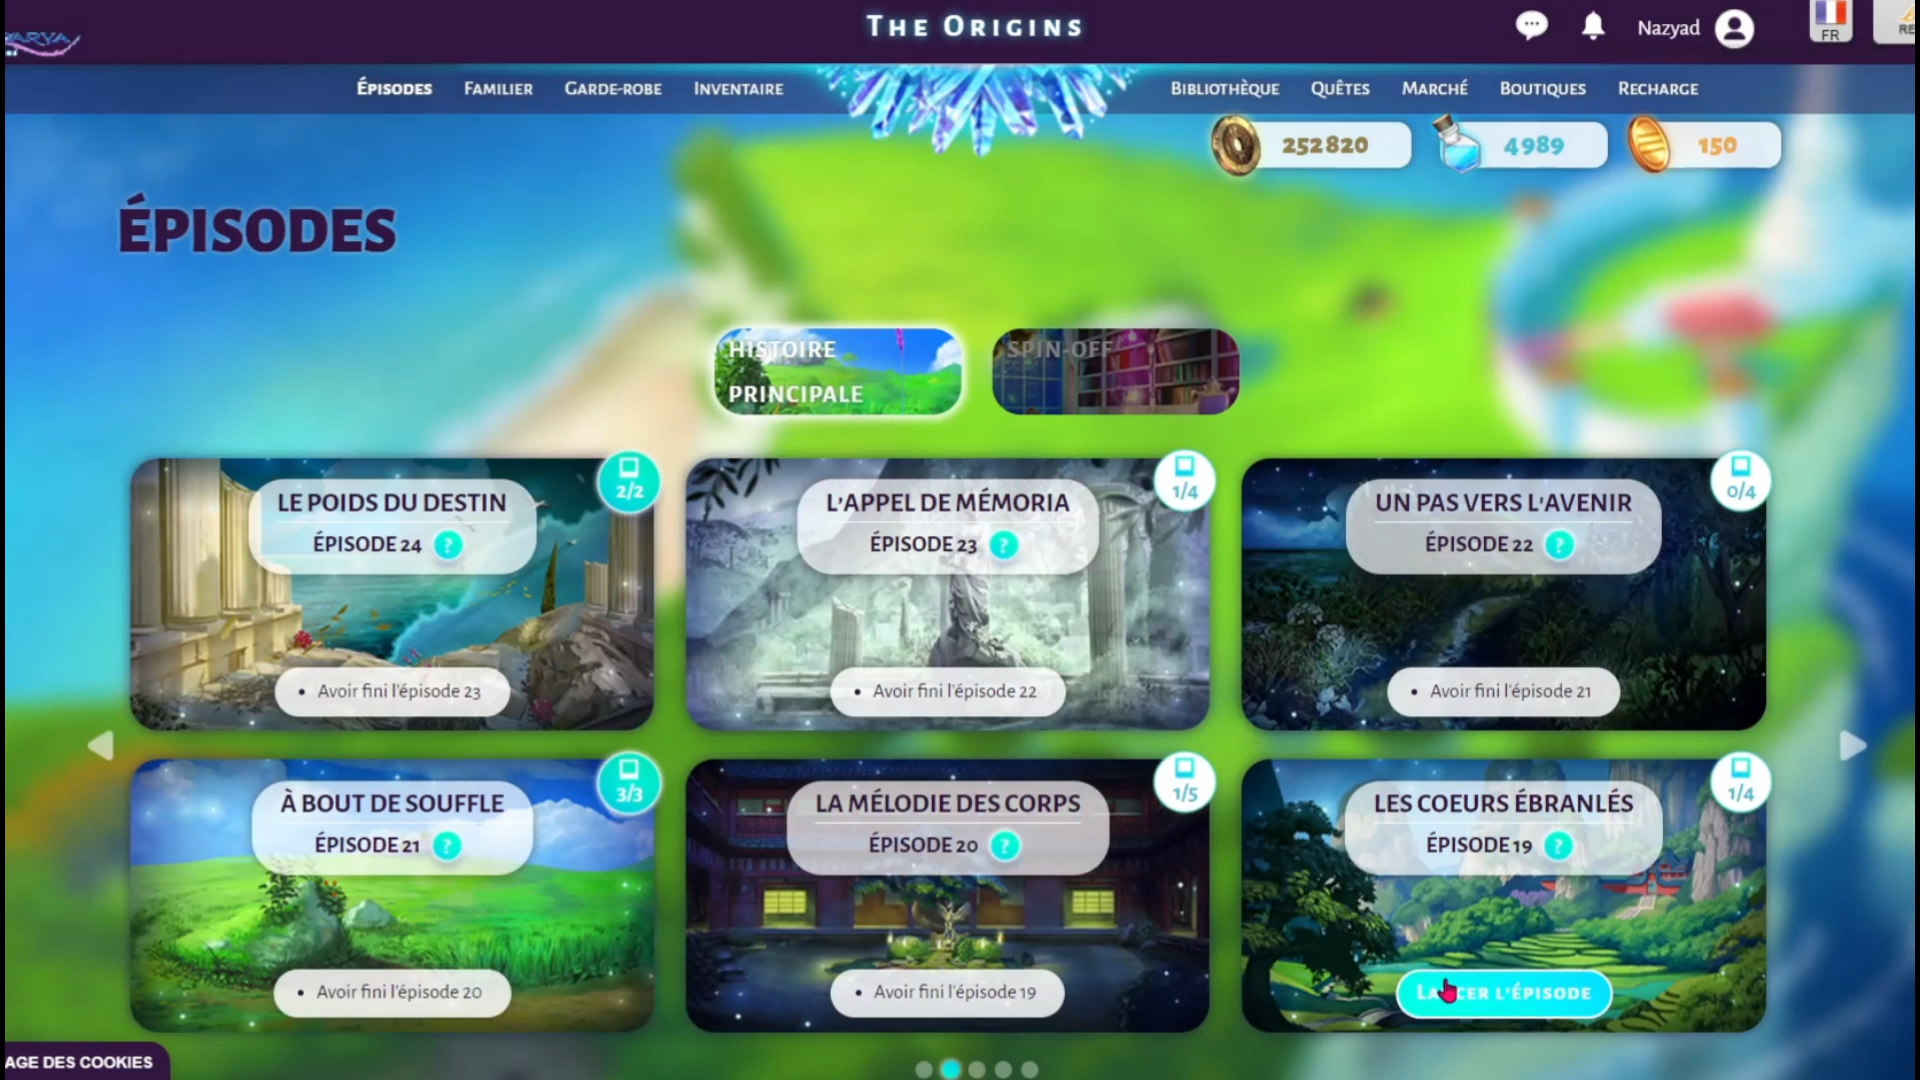 THE ORIGINS
Nazyad
FR
RE
ÉPISODES
FAMILIER
GARDE-ROBE
INVENTAIRE
BIBLIOTHÈQUE
QUÊTES
MARCHÉ
BOUTIQUES
RECHARGE
252820
4989
150
ÉPISODES
HISTOIRE
PRINCIPALE
SPIN-OFF
LE POIDS DU DESTIN
ÉPISODE 24 ?
2/2
Avoir fini l'épisode 23
L'APPEL DE MÉMORIA
ÉPISODE 23 ?
1/4
Avoir fini l'épisode 22
UN PAS VERS L'AVENIR
ÉPISODE 22 ?
0/4
Avoir fini l'épisode 21
À BOUT DE SOUFFLE
ÉPISODE 21 ?
3/3
Avoir fini l'épisode 20
LA MÉLODIE DES CORPS
ÉPISODE 20 ?
1/5
Avoir fini l'épisode 19
LES COEURS ÉBRANLÉS
ÉPISODE 19 ?
1/4
LANCER L'ÉPISODE
AGE DES COOKIES